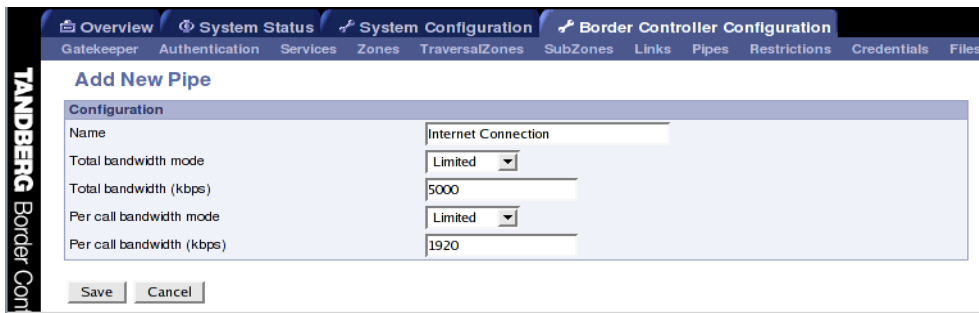 Overview System Status System Configuration Border Controller Configuration
Gatekeeper Authentication Services Zones TraversalZones SubZones Links Pipes Restrictions Credentials Files
TANDBERG Border Cont
Add New Pipe
Configuration
Name Internet Connection
Total bandwidth mode Limited
Total bandwidth (kbps) 5000
Per call bandwidth mode Limited
Per call bandwidth (kbps) 1920
Save Cancel